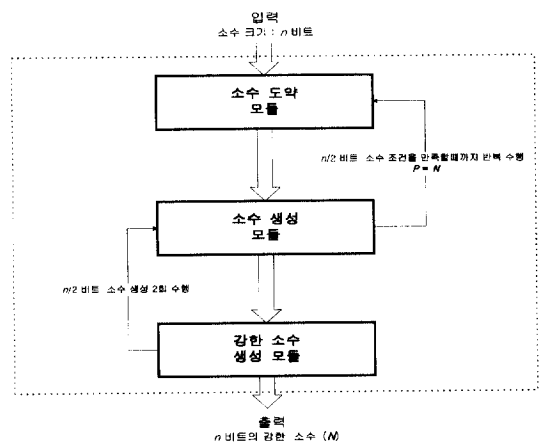 입력
소수 크기 : n 비트
소수 도약
모듈
n/2 비트 소수 조건을 만족할때까지 반복 수행
P = N
소수 생성
모듈
n/2 비트 소수 생성 2회 수행
강한 소수
생성 모듈
출력
n 비트의 강한 소수 (N)